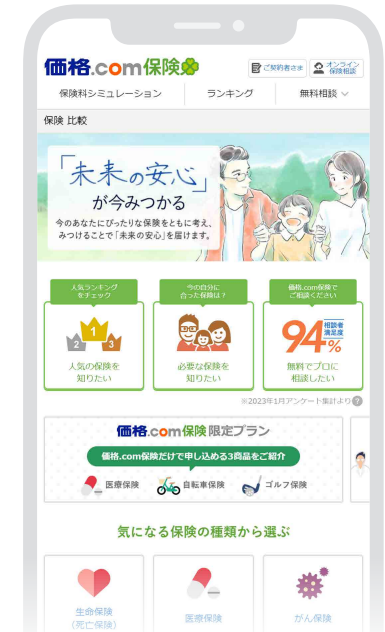 価格.com保険
ご契約者さま
オンライン
保険相談
保険料シミュレーション
ランキング
無料相談
保険 比較
「未来の安心」
が今みつかる
今のあなたにぴったりな保険をともに考え、
みつけることで「未来の安心」を届けます。
人気ランキング
をチェック
今の自分に
合った保険は？
価格.com保険で
ご相談ください
1
2
3
94%
相談者
満足度
人気の保険を
知りたい
必要な保険を
知りたい
無料でプロに
相談したい
※2023年1月アンケート集計より?
価格.com保険 限定プラン
価格.com保険だけで申し込める3商品をご紹介
医療保険
自転車保険
ゴルフ保険
気になる保険の種類から選ぶ
生命保険
(死亡保険)
医療保険
がん保険